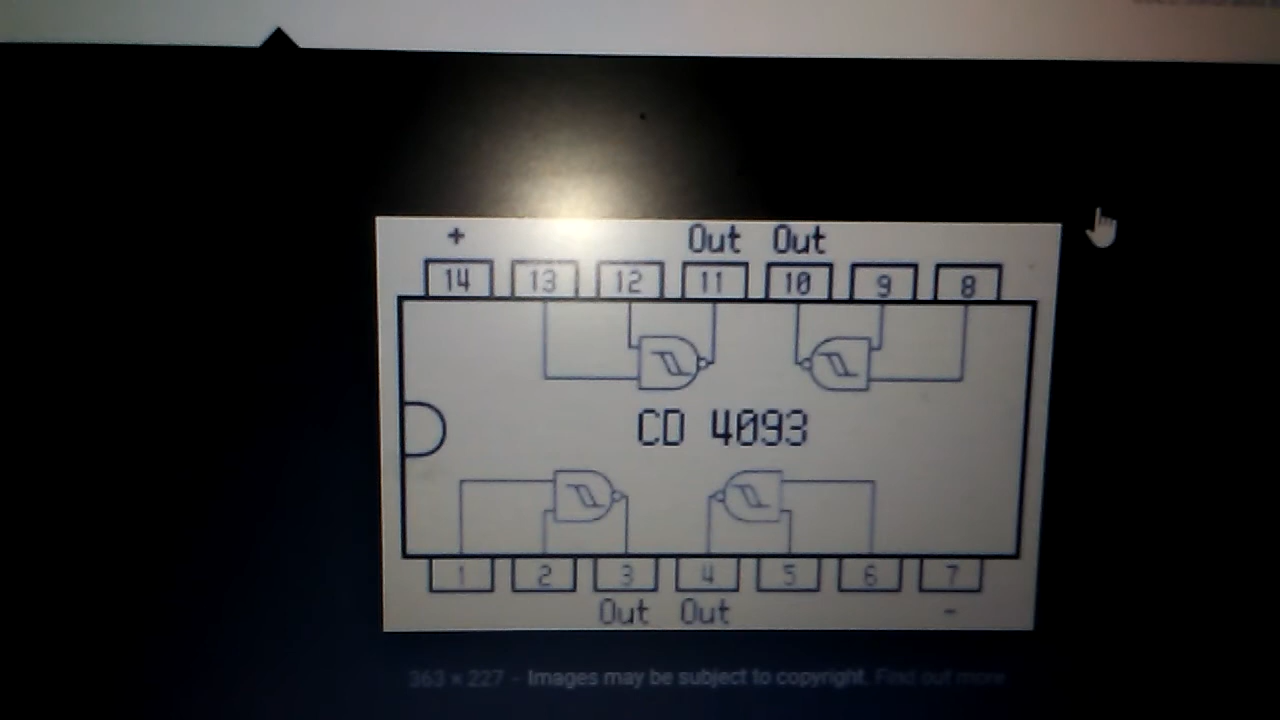 + Out Out
14 13 12 11 10 9 8
CD 4093
1 2 3 4 5 6 7
Out Out -
363 × 227 - Images may be subject to copyright. Find out more